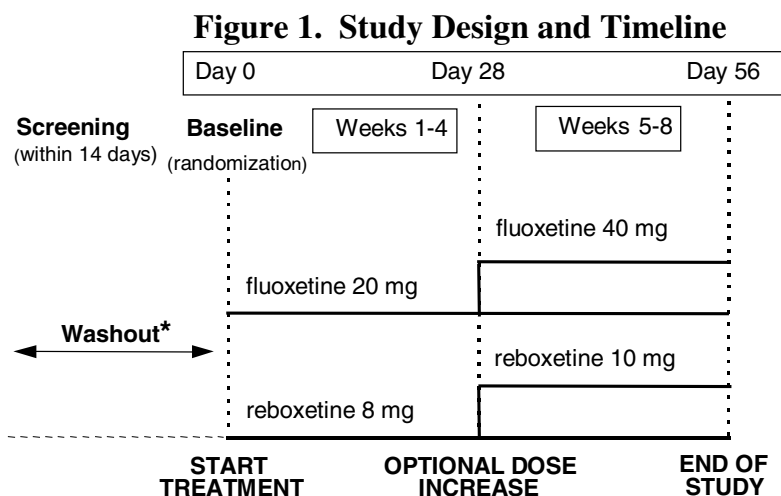 Figure 1. Study Design and Timeline
Day 0 Day 28 Day 56
Screening Baseline Weeks 1-4 Weeks 5-8
(within 14 days) (randomization)
fluoxetine 40 mg
fluoxetine 20 mg
Washout*
reboxetine 10 mg
reboxetine 8 mg
START OPTIONAL DOSE END OF
TREATMENT INCREASE STUDY